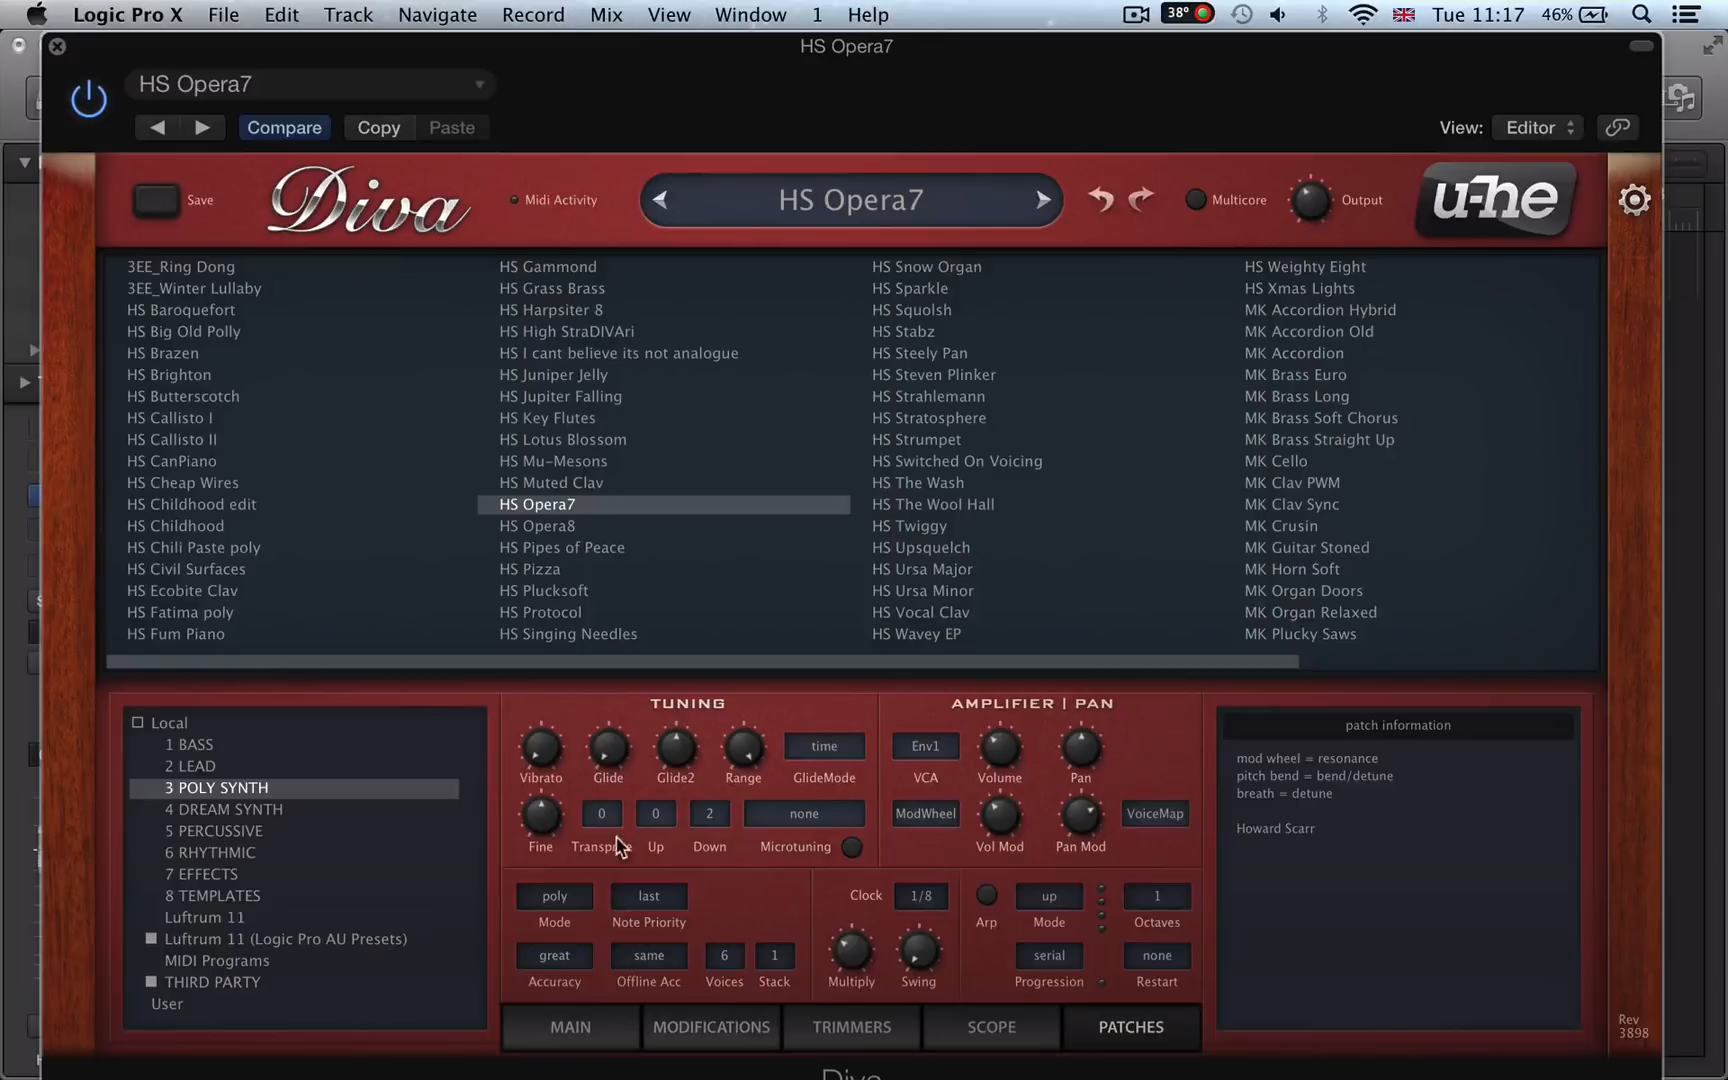 Logic Pro X File Edit Track Navigate Record Mix View Window 1 Help 38° Tue 11:17 46%
HS Opera7
HS Opera7
Compare Copy Paste View: Editor
Save Diva Midi Activity HS Opera7 Multicore Output u-he
3EE_Ring Dong
3EE_Winter Lullaby
HS Baroquefort
HS Big Old Polly
HS Brazen
HS Brighton
HS Butterscotch
HS Callisto I
HS Callisto II
HS CanPiano
HS Cheap Wires
HS Childhood edit
HS Childhood
HS Chili Paste poly
HS Civil Surfaces
HS Ecobite Clav
HS Fatima poly
HS Fum Piano
HS Gammond
HS Grass Brass
HS Harpsiter 8
HS High StraDIVAri
HS I cant believe its not analogue
HS Juniper Jelly
HS Jupiter Falling
HS Key Flutes
HS Lotus Blossom
HS Mu-Mesons
HS Muted Clav
HS Opera7
HS Opera8
HS Pipes of Peace
HS Pizza
HS Plucksoft
HS Protocol
HS Singing Needles
HS Snow Organ
HS Sparkle
HS Squolsh
HS Stabz
HS Steely Pan
HS Steven Plinker
HS Strahlemann
HS Stratosphere
HS Strumpet
HS Switched On Voicing
HS The Wash
HS The Wool Hall
HS Twiggy
HS Upsquelch
HS Ursa Major
HS Ursa Minor
HS Vocal Clav
HS Wavey EP
HS Weighty Eight
HS Xmas Lights
MK Accordion Hybrid
MK Accordion Old
MK Accordion
MK Brass Euro
MK Brass Long
MK Brass Soft Chorus
MK Brass Straight Up
MK Cello
MK Clav PWM
MK Clav Sync
MK Crusin
MK Guitar Stoned
MK Horn Soft
MK Organ Doors
MK Organ Relaxed
MK Plucky Saws
Local
1 BASS
2 LEAD
3 POLY SYNTH
4 DREAM SYNTH
5 PERCUSSIVE
6 RHYTHMIC
7 EFFECTS
8 TEMPLATES
Luftrum 11
Luftrum 11 (Logic Pro AU Presets)
MIDI Programs
THIRD PARTY
User
TUNING
time
Vibrato Glide Glide2 Range GlideMode
0 0 2 none
Fine Up Down Microtuning
AMPLIFIER | PAN
Env1
VCA Volume Pan
ModWheel VoiceMap
Vol Mod Pan Mod
poly last
Mode Note Priority
great same 6 1
Accuracy Offline Acc Voices Stack
Clock 1/8
Multiply Swing
up 1
Arp Mode Octaves
serial none
Progression Restart
MAIN MODIFICATIONS TRIMMERS SCOPE PATCHES
patch information
mod wheel = resonance
pitch bend = bend/detune
breath = detune
Howard Scarr
Rev
3898
Diva